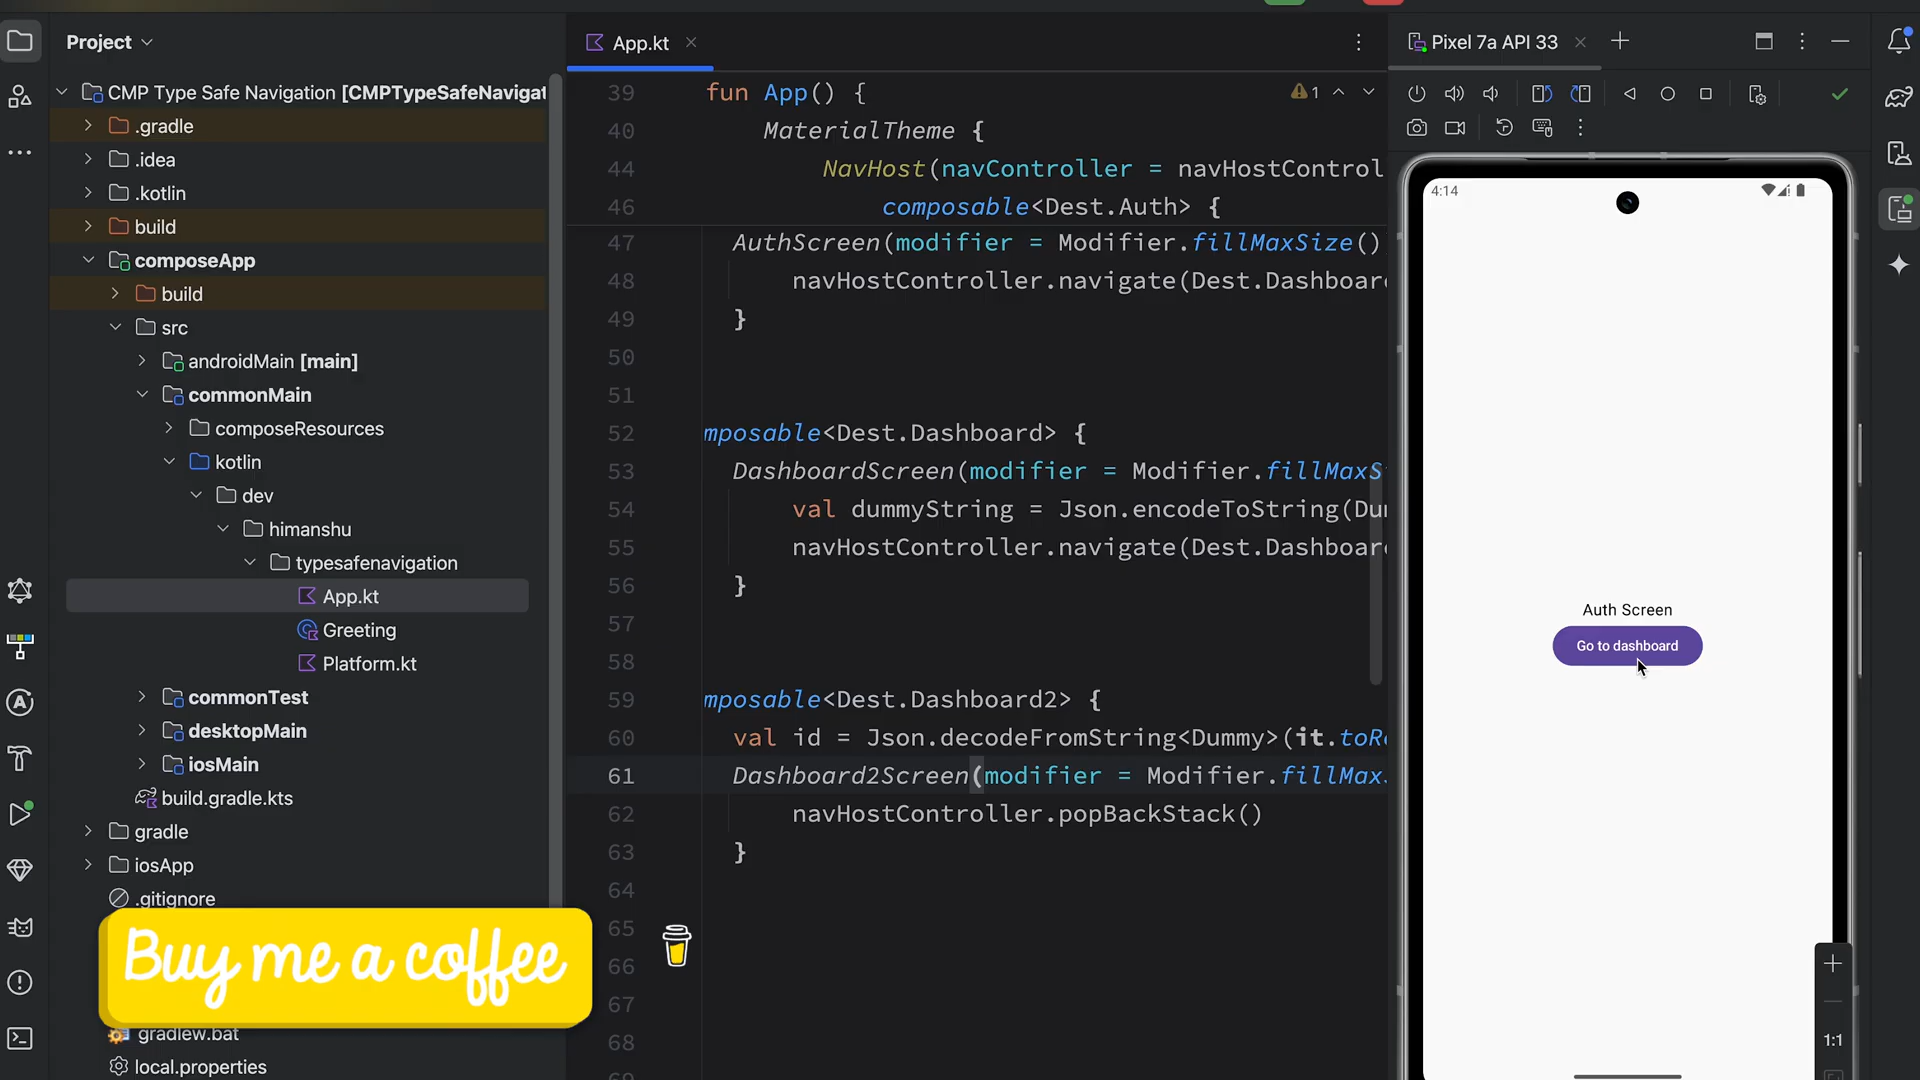 Project
CMP Type Safe Navigation [CMPTypeSafeNavigat
.gradle
.idea
.kotlin
build
composeApp
build
src
androidMain [main]
commonMain
composeResources
kotlin
dev
himanshu
typesafenavigation
App.kt
Greeting
Platform.kt
commonTest
desktopMain
iosMain
build.gradle.kts
gradle
iosApp
.gitignore
Buy me a coffee
gradlew.bat
local.properties
App.kt
39 fun App() {
1
40 MaterialTheme {
44 NavHost(navController = navHostControl
46 composable<Dest.Auth> {
47 AuthScreen(modifier = Modifier.fillMaxSize()
48 navHostController.navigate(Dest.Dashboar
49 }
50
51
52 mposable<Dest.Dashboard> {
53 DashboardScreen(modifier = Modifier.fillMaxS
54 val dummyString = Json.encodeToString(Du
55 navHostController.navigate(Dest.Dashboar
56 }
57
58
59 mposable<Dest.Dashboard2> {
60 val id = Json.decodeFromString<Dummy>(it.toR
61 Dashboard2Screen(modifier = Modifier.fillMax
62 navHostController.popBackStack()
63 }
64
65
66
67
68
Pixel 7a API 33
4:14
Auth Screen
Go to dashboard
1:1